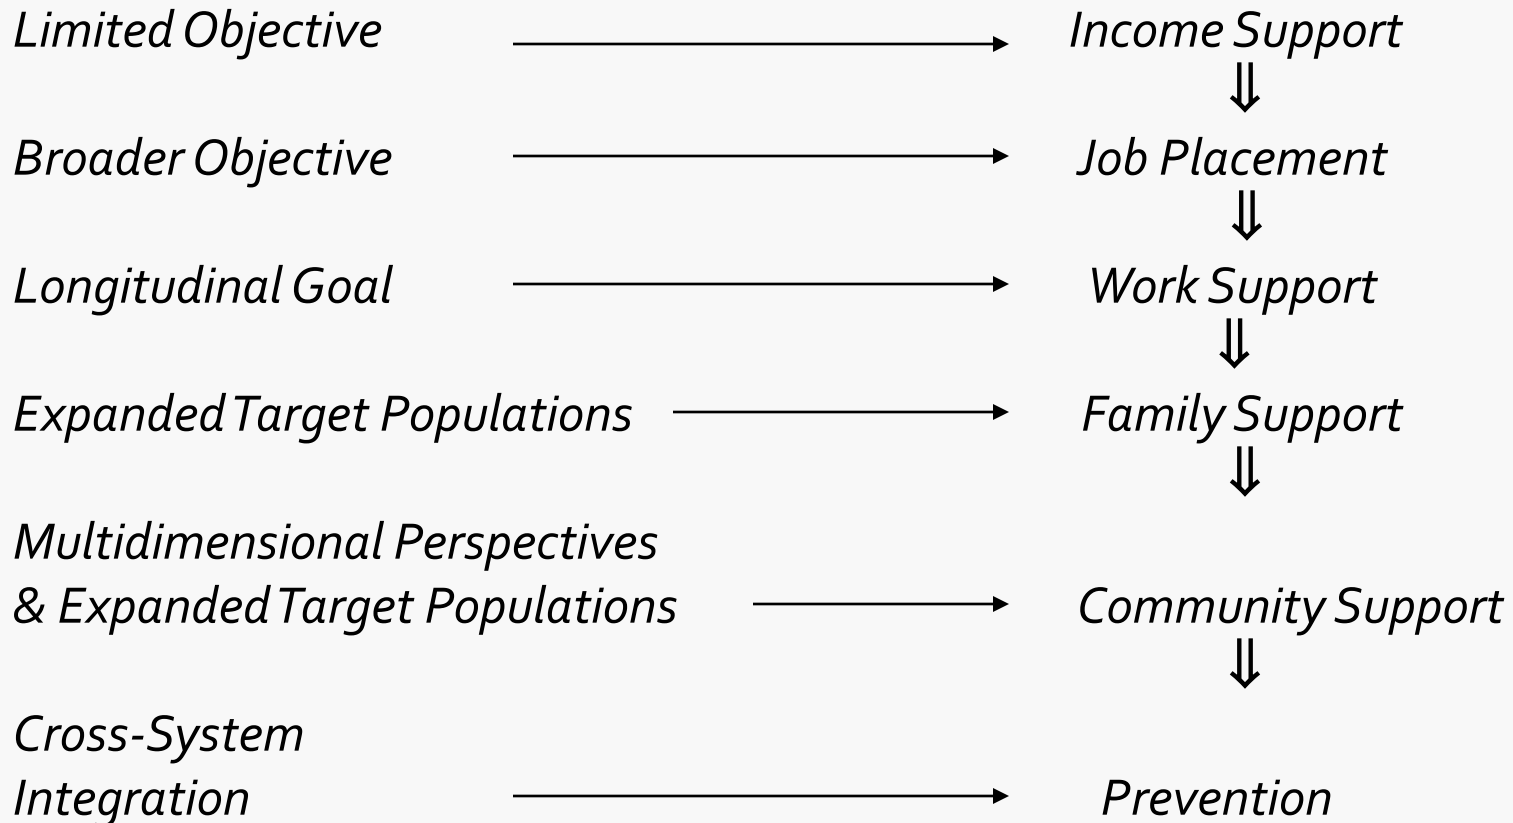 Limited Objective Income Support
Broader Objective Job Placement
Longitudinal Goal Work Support
Expanded Target Populations Family Support
Multidimensional Perspectives
& Expanded Target Populations Community Support
Cross-System
Integration Prevention